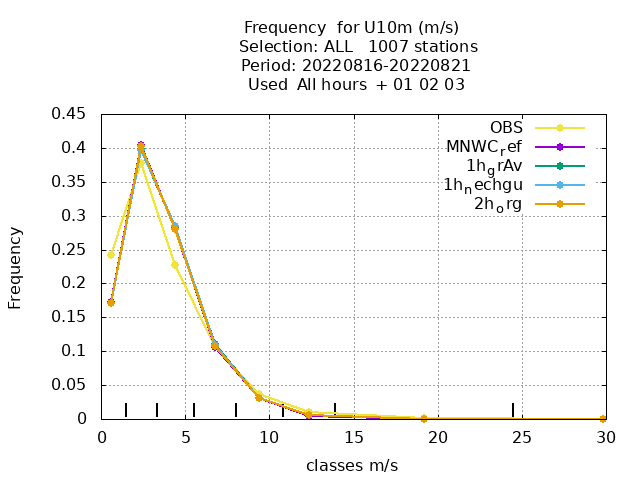 Frequency  for U10m (m/s)
Selection: ALL   1007 stations
Period: 20220816-20220821
Used  All hours  + 01 02 03
0.45
0.4
0.35
0.3
0.25
0.2
0.15
0.1
0.05
0
Frequency
OBS
MNWC_ref
1h_grAv
1h_nechgu
2h_org
0 5 10 15 20 25 30
classes m/s